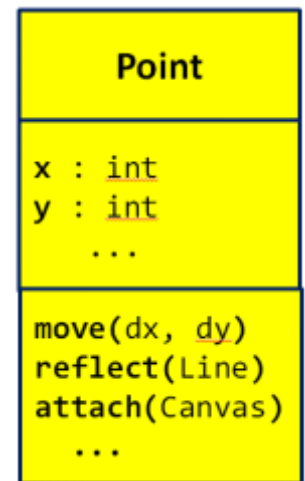 Point
x : int
y : int
...
move(dx, dy)
reflect(Line)
attach(Canvas)
...